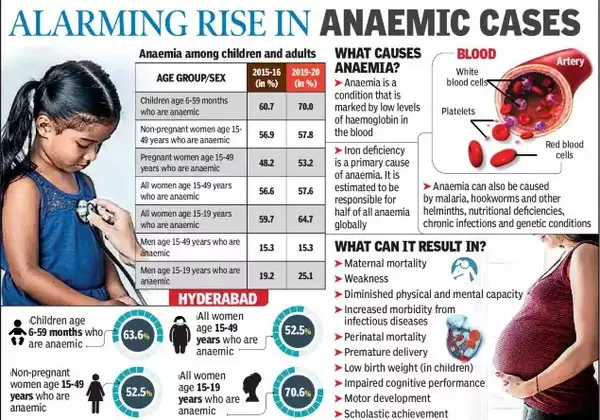 ALARMING RISE IN ANAEMIC CASES
Anaemia among children and adults
AGE GROUP/SEX
2015-16
(in %)
2019-20
(in %)
Children age 6-59 months
who are anaemic
60.7
70.0
Non-pregnant women age 15-
49 years who are anaemic
56.9
57.8
Pregnant women age 15-49
years who are anaemic
48.2
53.2
All women age 15-49 years
who are anaemic
56.6
57.6
All women age 15-19 years
who are anaemic
59.7
64.7
Men age 15-49 years who are
anaemic
15.3
15.3
Men age 15-19 years who are
anaemic
19.2
25.1
HYDERABAD
Children age
6-59 months who
are anaemic
63.6%
All women
age 15-49
years who are
anaemic
52.5%
Non-pregnant
women age 15-49
years who are
anaemic
52.5%
All women
age 15-19
years who are
anaemic
70.6%
WHAT CAUSES
ANAEMIA?
➤ Anaemia is a
condition that is
marked by low levels
of haemoglobin in
the blood
➤ Iron deficiency
is a primary cause
of anaemia. It is
estimated to be
responsible for
half of all anaemia
globally
BLOOD
Artery
White
blood cells
Platelets
Red blood
cells
➤ Anaemia can also be caused
by malaria, hookworms and other
helminths, nutritional deficiencies,
chronic infections and genetic conditions
WHAT CAN IT RESULT IN?
➤ Maternal mortality
➤ Weakness
➤ Diminished physical and mental capacity
➤ Increased morbidity from
infectious diseases
➤ Perinatal mortality
➤ Premature delivery
➤ Low birth weight (in children)
➤ Impaired cognitive performance
➤ Motor development
➤ Scholastic achievement